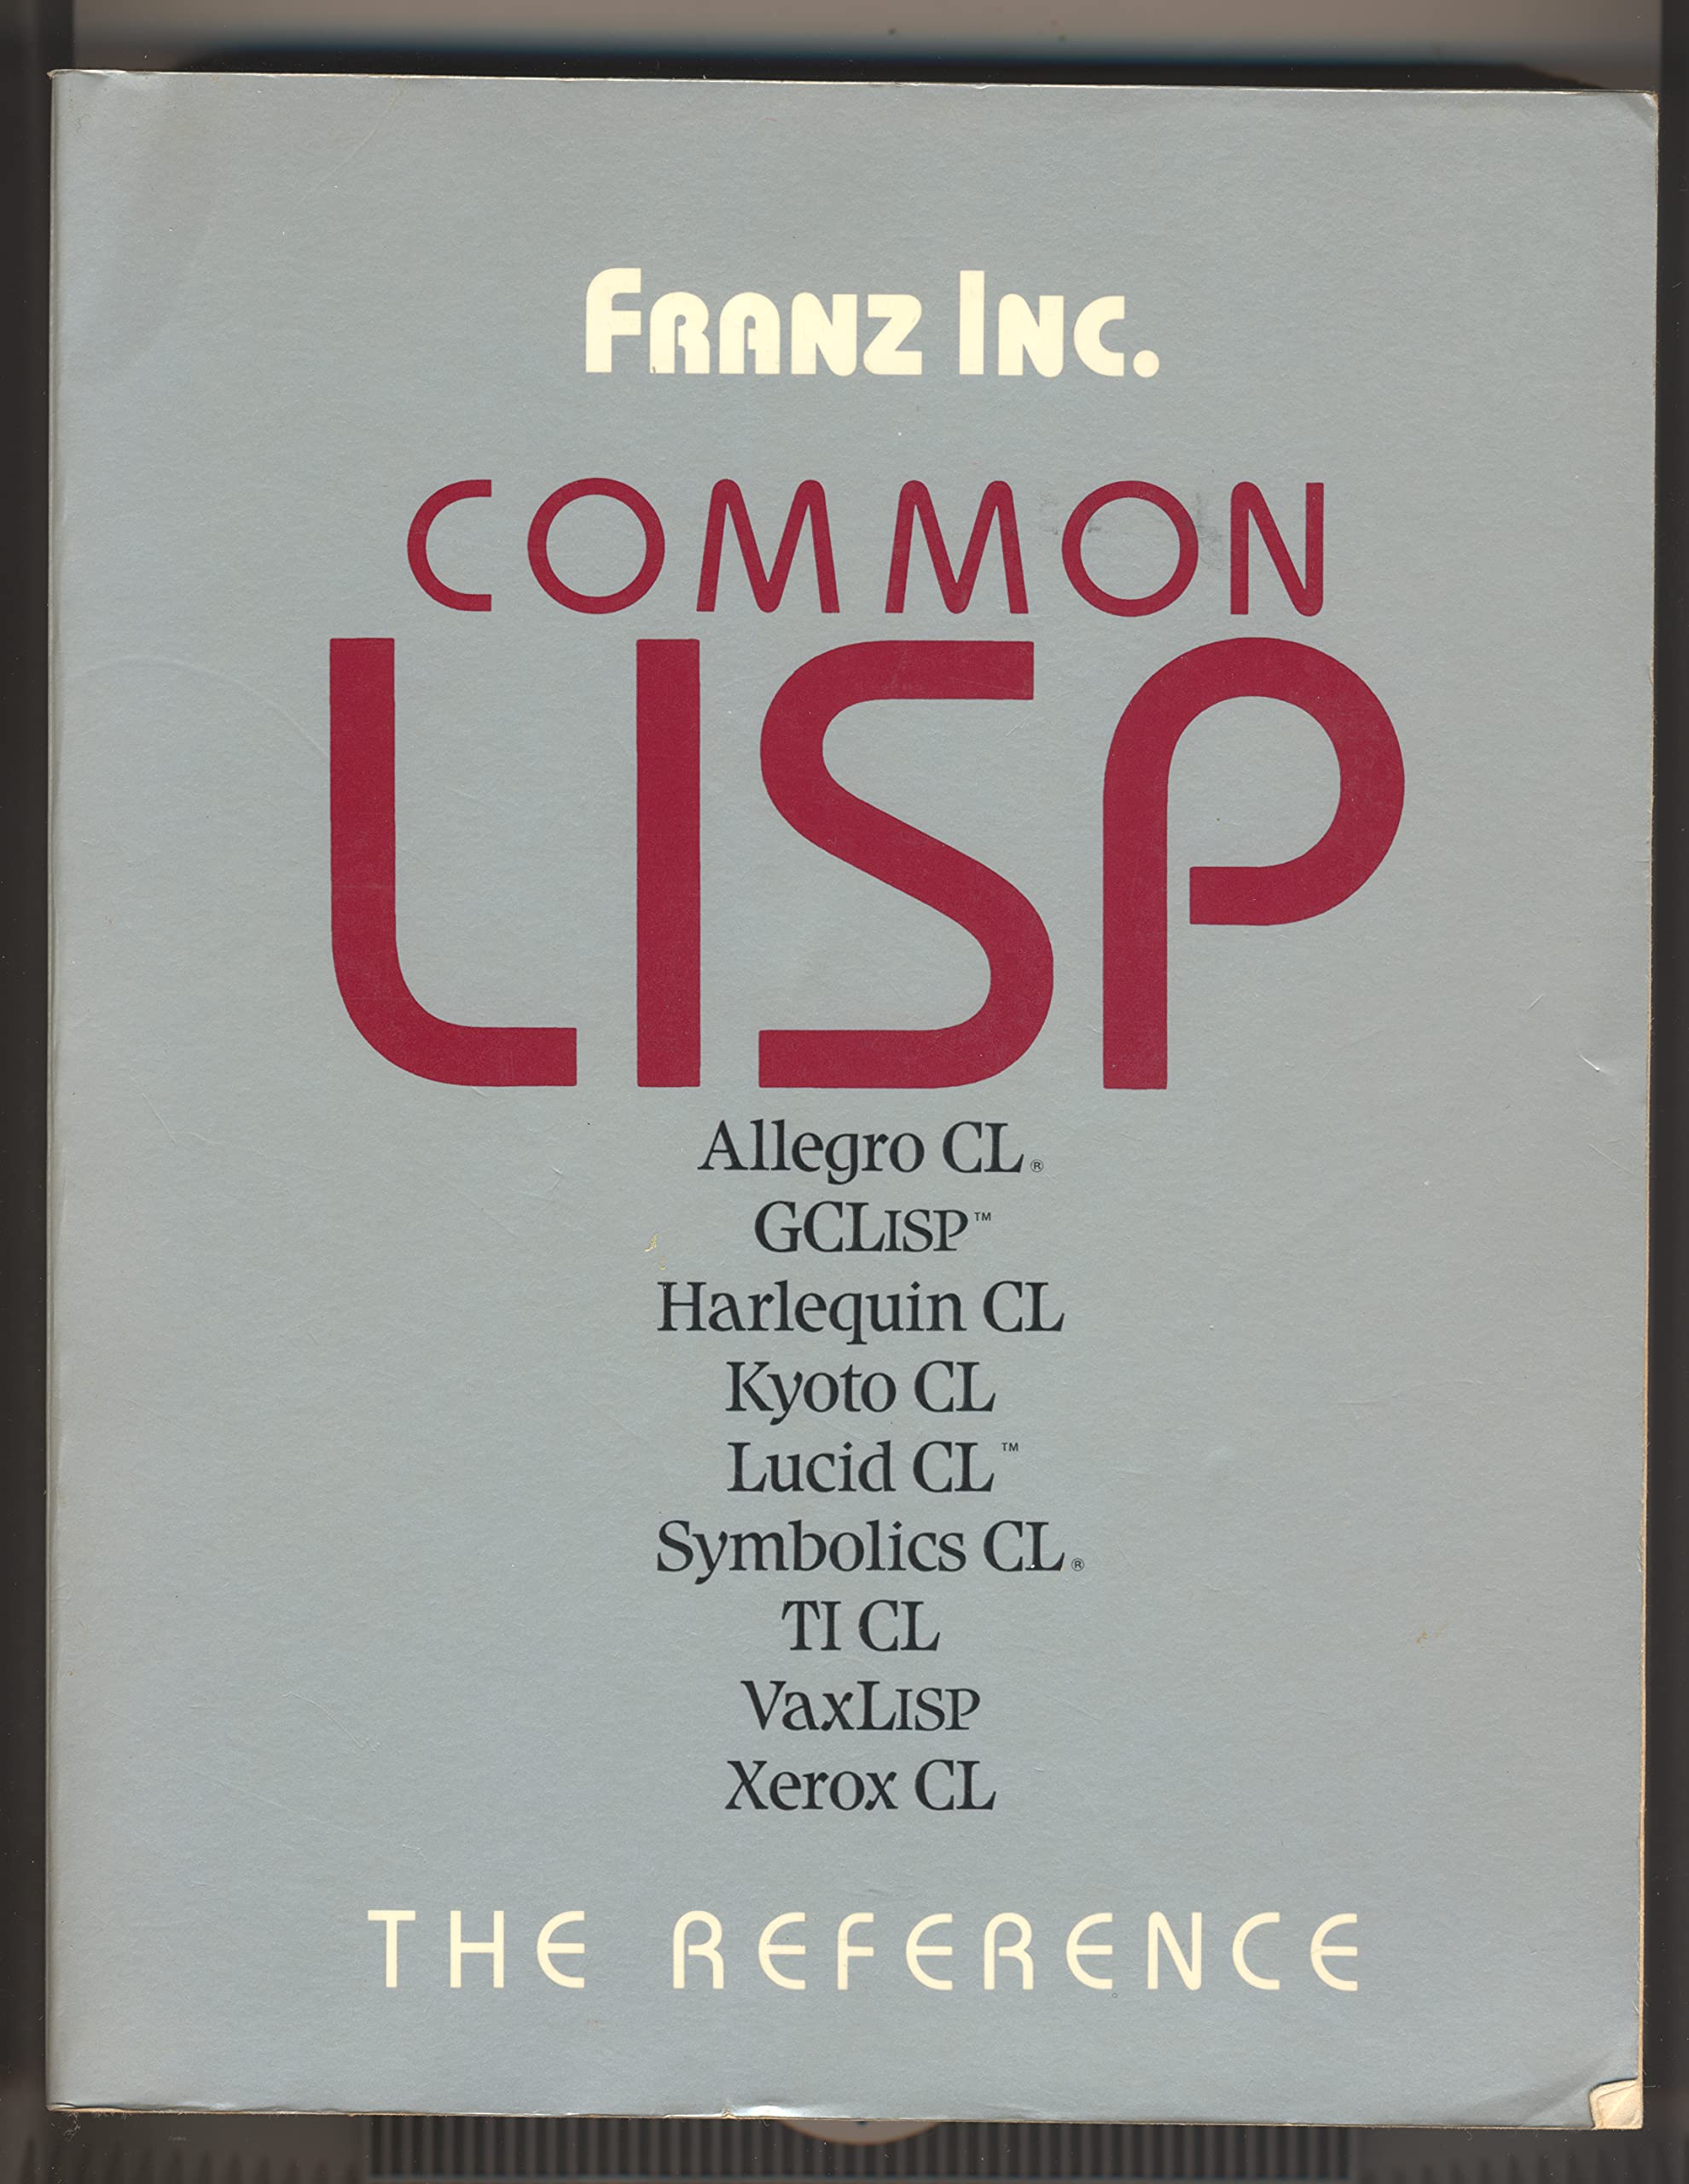 FRANZ INC.
COMMON
LISP
Allegro CL®
GCLISP™
Harlequin CL
Kyoto CL
Lucid CL™
Symbolics CL®
TI CL
VaxLISP
Xerox CL
THE REFERENCE